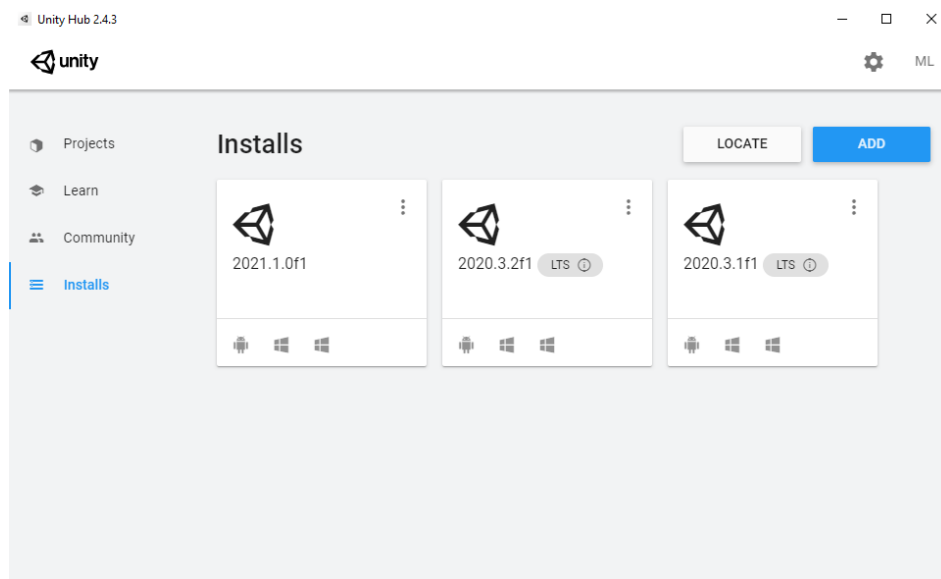 Unity Hub 2.4.3
unity
ML
Projects
Learn
Community
Installs
Installs
LOCATE
ADD
2021.1.0f1
2020.3.2f1 LTS
2020.3.1f1 LTS